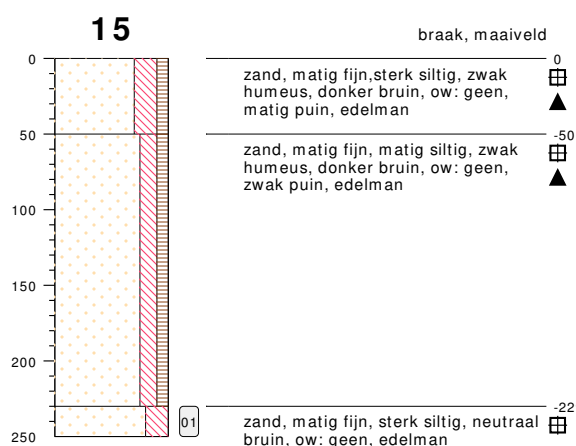 15
braak, maaiveld
0
0
zand, matig fijn,sterk siltig, zwak
humeus, donker bruin, ow: geen,
matig puin, edelman
50
-50
zand, matig fijn, matig siltig, zwak
humeus, donker bruin, ow: geen,
zwak puin, edelman
100
150
200
-22
01
zand, matig fijn, sterk siltig, neutraal
bruin, ow: geen, edelman
250